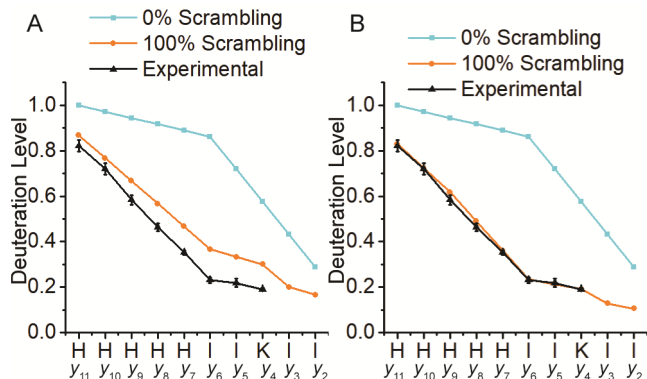 A
0% Scrambling
100% Scrambling
Experimental
Deuteration Level
1.0
0.8
0.6
0.4
0.2
0.0
H H H H H I I K I I
y11 y10 y9 y8 y7 y6 y5 y4 y3 y2
B
0% Scrambling
100% Scrambling
Experimental
Deuteration Level
1.0
0.8
0.6
0.4
0.2
0.0
H H H H H I I K I I
y11 y10 y9 y8 y7 y6 y5 y4 y3 y2